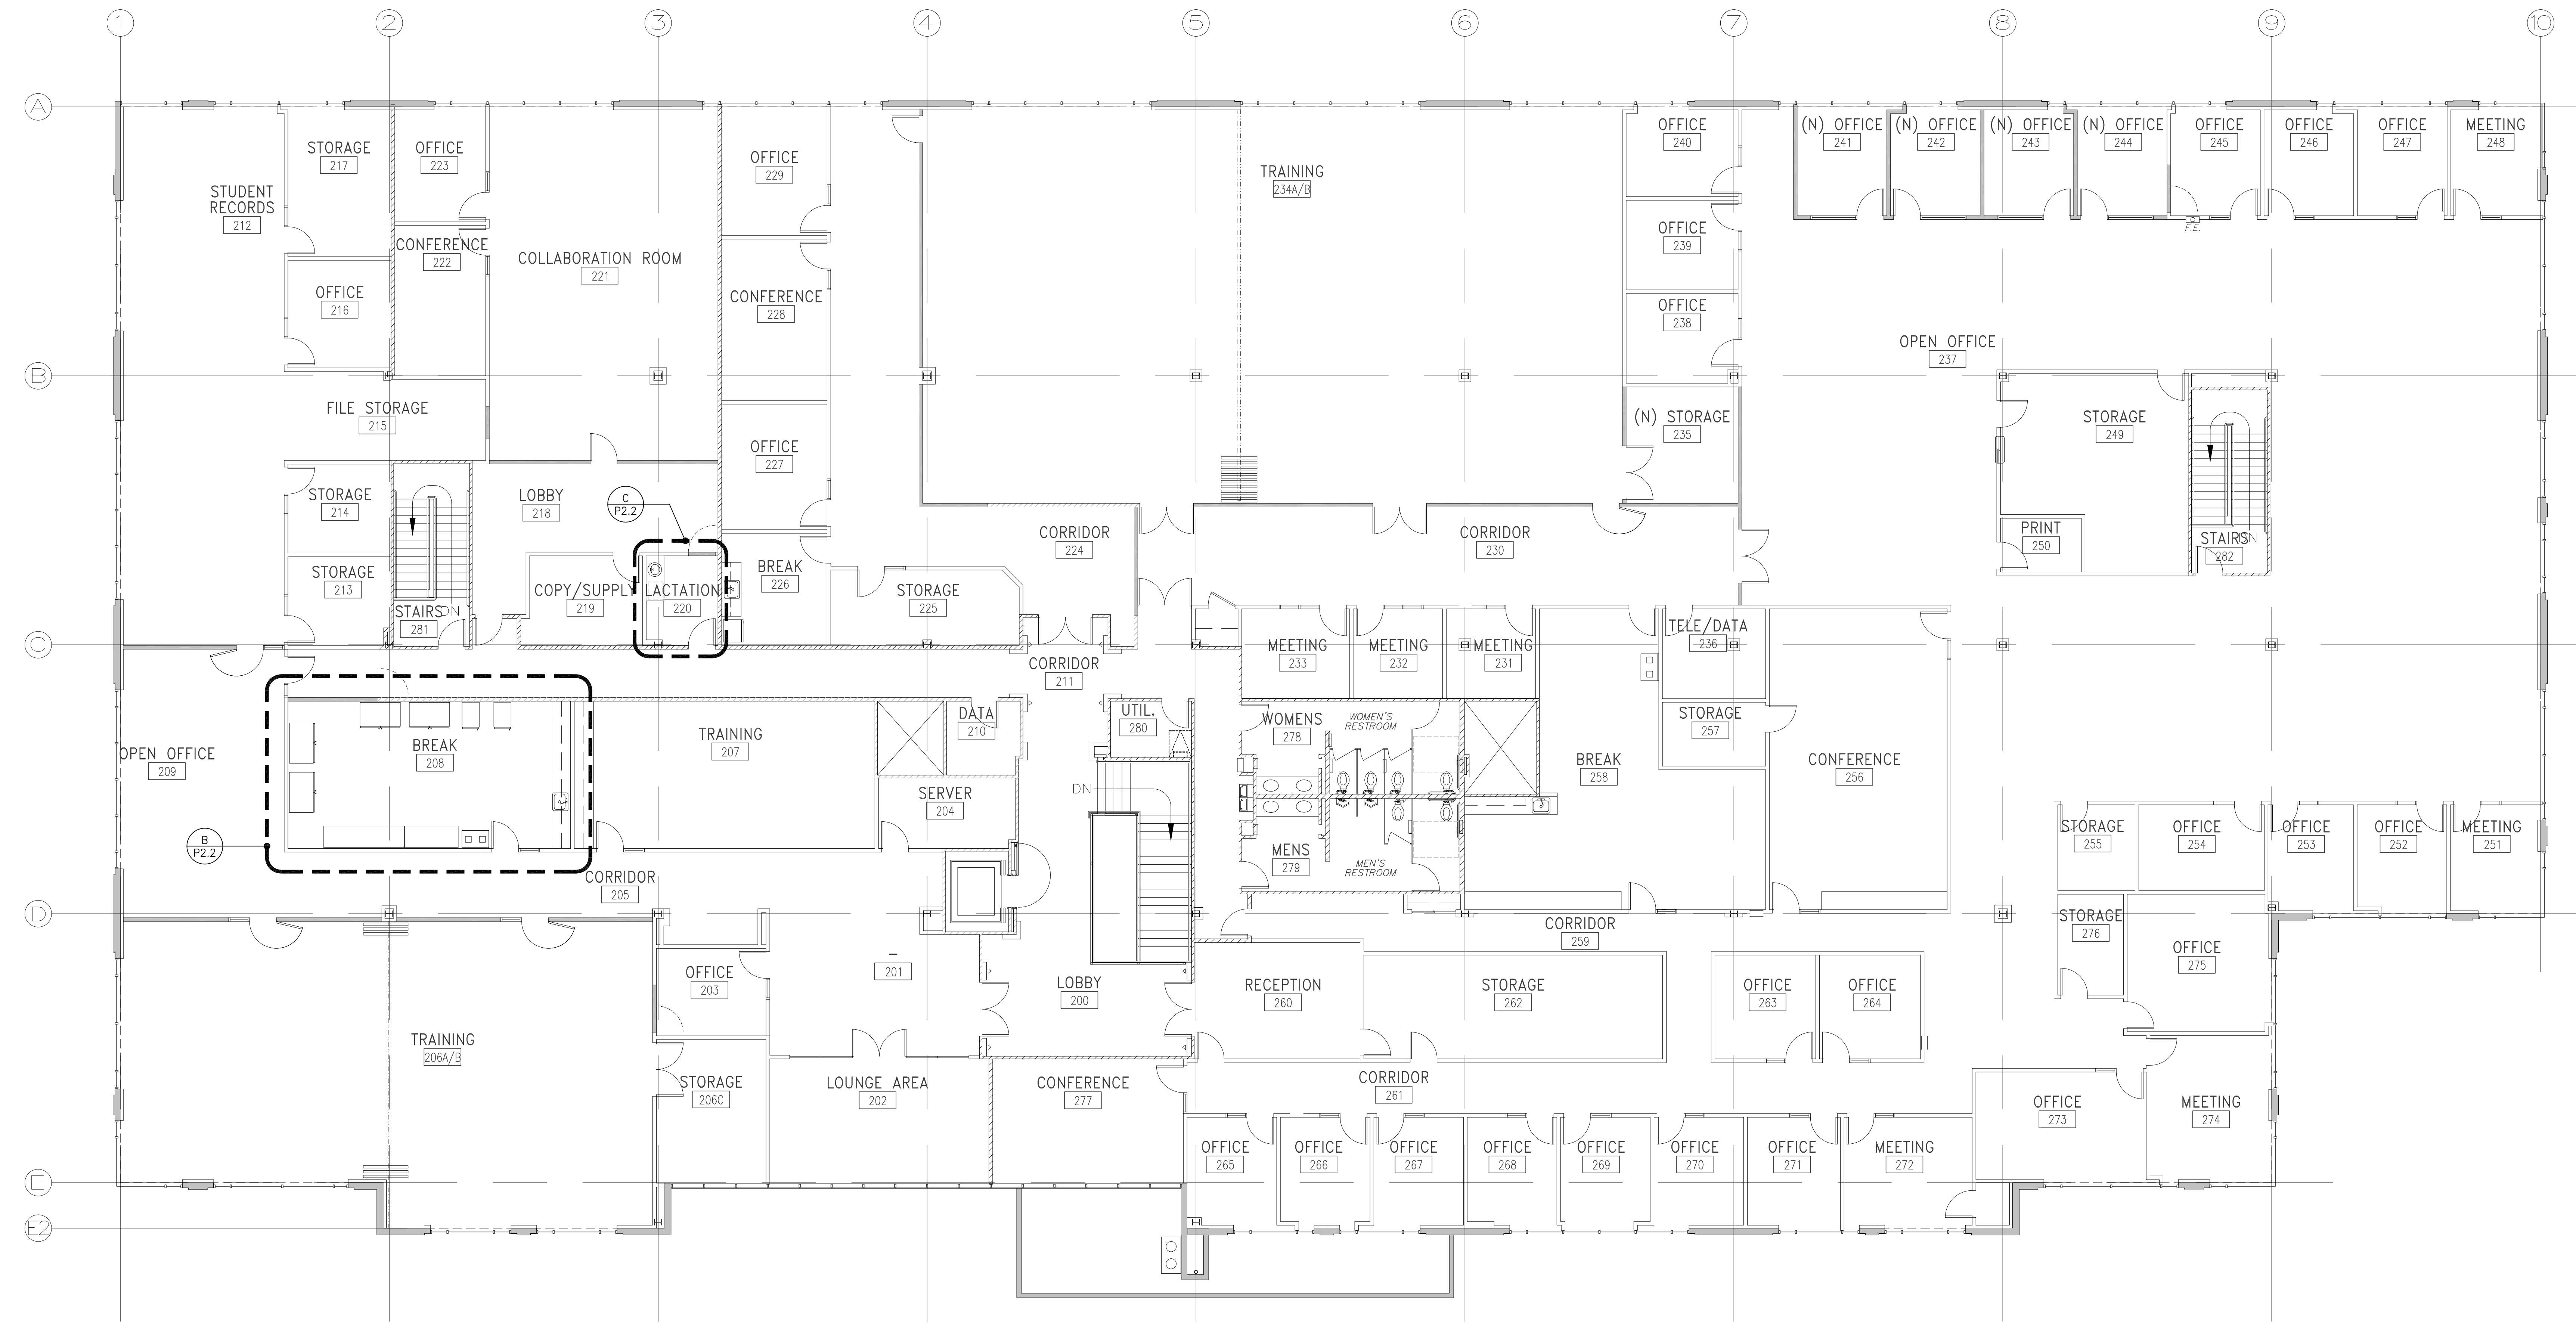 1 2 3 4 5 6 7 8 9 10
A
STORAGE
217
OFFICE
223
OFFICE
229
TRAINING
234A/B
OFFICE
240
(N) OFFICE
241
(N) OFFICE
242
(N) OFFICE
243
(N) OFFICE
244
OFFICE
245
OFFICE
246
OFFICE
247
MEETING
248
STUDENT
RECORDS
212
F.E.
CONFERENCE
222
COLLABORATION ROOM
221
OFFICE
239
OFFICE
216
CONFERENCE
228
OFFICE
238
OPEN OFFICE
237
B
FILE STORAGE
215
OFFICE
227
(N) STORAGE
235
STORAGE
249
STORAGE
214
LOBBY
218
C
P2.2
CORRIDOR
224
CORRIDOR
230
PRINT
250
STAIRS
DN
282
STORAGE
213
COPY/SUPPLY
219
LACTATION
220
BREAK
226
STORAGE
225
STAIRS
DN
281
C
MEETING
233
MEETING
232
MEETING
231
TELE/DATA
236
CORRIDOR
211
OPEN OFFICE
209
BREAK
208
TRAINING
207
DATA
210
UTIL.
280
WOMENS
278
WOMEN'S
RESTROOM
STORAGE
257
BREAK
258
CONFERENCE
256
SERVER
204
DN
B
P2.2
MENS
279
MEN'S
RESTROOM
STORAGE
255
OFFICE
254
OFFICE
253
OFFICE
252
MEETING
251
CORRIDOR
205
D
CORRIDOR
259
STORAGE
276
OFFICE
275
OFFICE
203
-
201
LOBBY
200
RECEPTION
260
STORAGE
262
OFFICE
263
OFFICE
264
TRAINING
206A/B
STORAGE
206C
LOUNGE AREA
202
CONFERENCE
277
CORRIDOR
261
OFFICE
273
MEETING
274
OFFICE
265
OFFICE
266
OFFICE
267
OFFICE
268
OFFICE
269
OFFICE
270
OFFICE
271
MEETING
272
E
E2